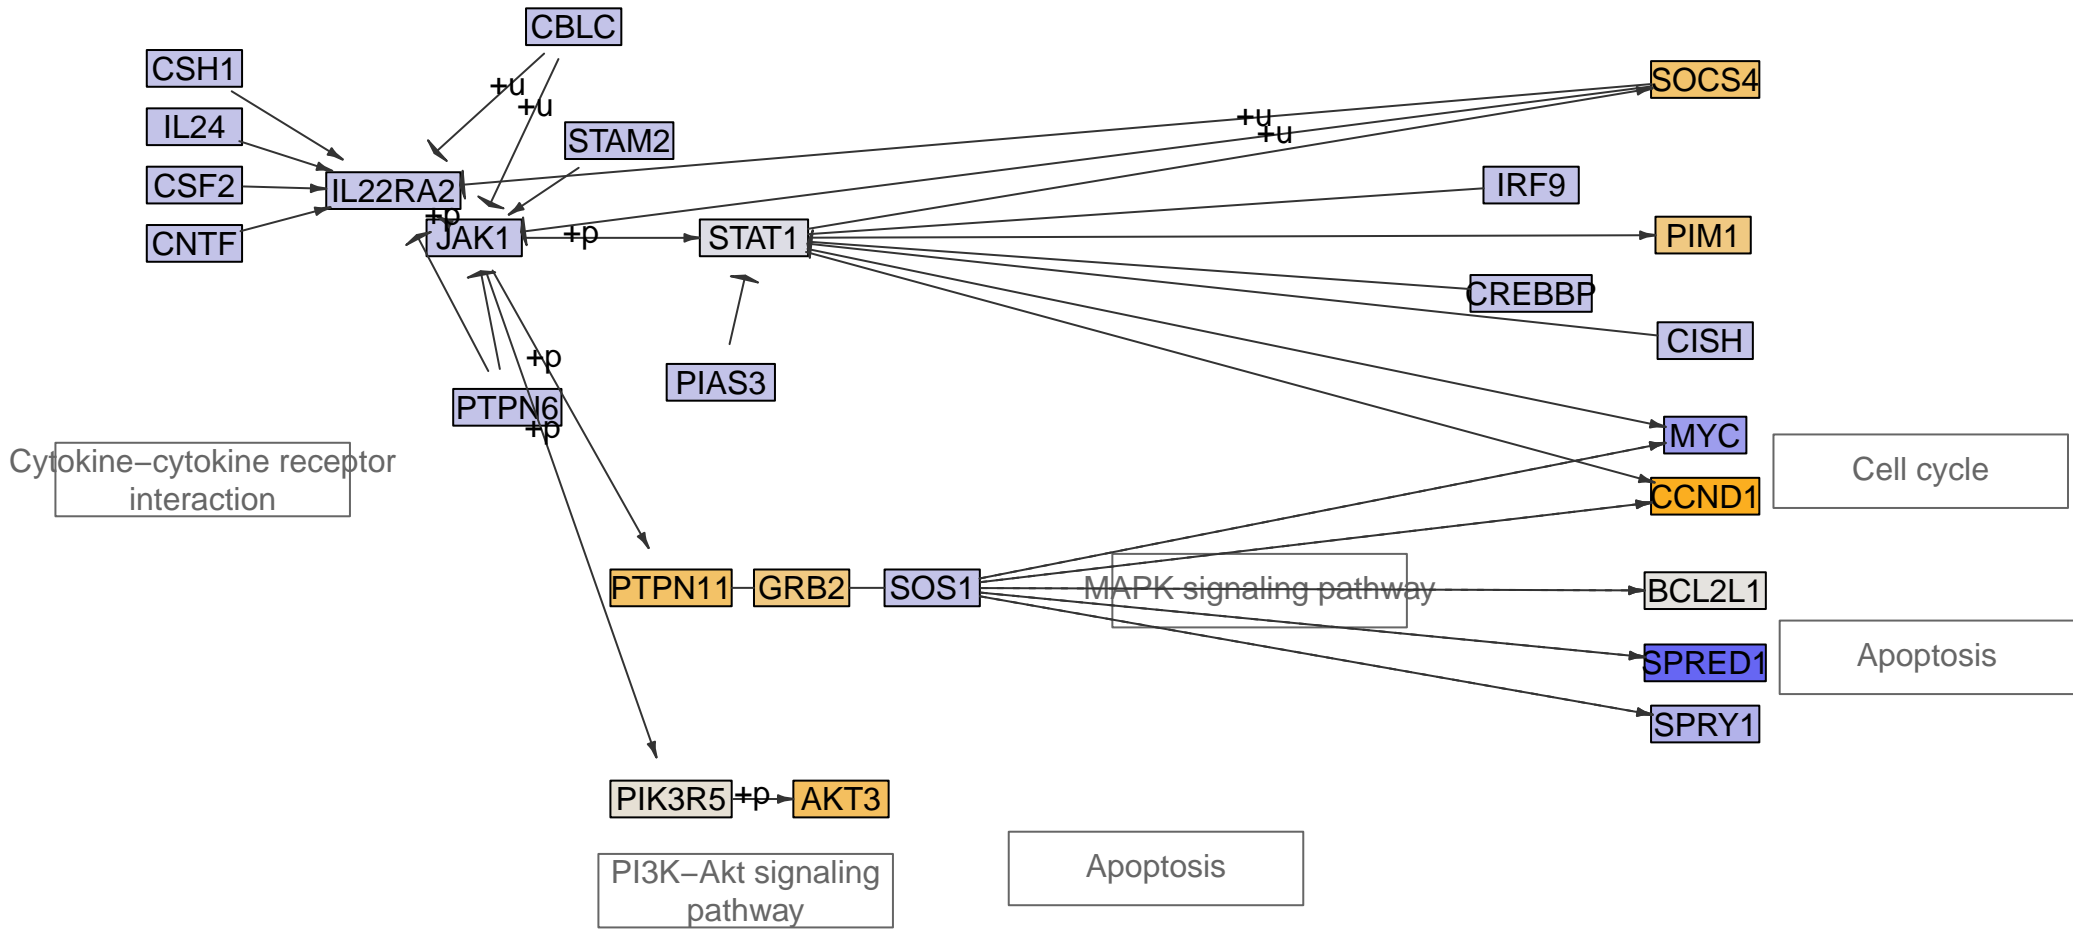 CBLC
CSH1
SOCS4
+u
+u
+u
IL24
+u
STAM2
CSF2
IL22RA2
IRF9
+p
CNTF
JAK1
+p
STAT1
PIM1
CREBBP
CISH
+p
PIAS3
PTPN6
+p
MYC
Cytokine−cytokine receptor
interaction
Cell cycle
CCND1
PTPN11
GRB2
SOS1
MAPK signaling pathway
BCL2L1
SPRED1
Apoptosis
SPRY1
PIK3R5
+p
AKT3
PI3K−Akt signaling
pathway
Apoptosis